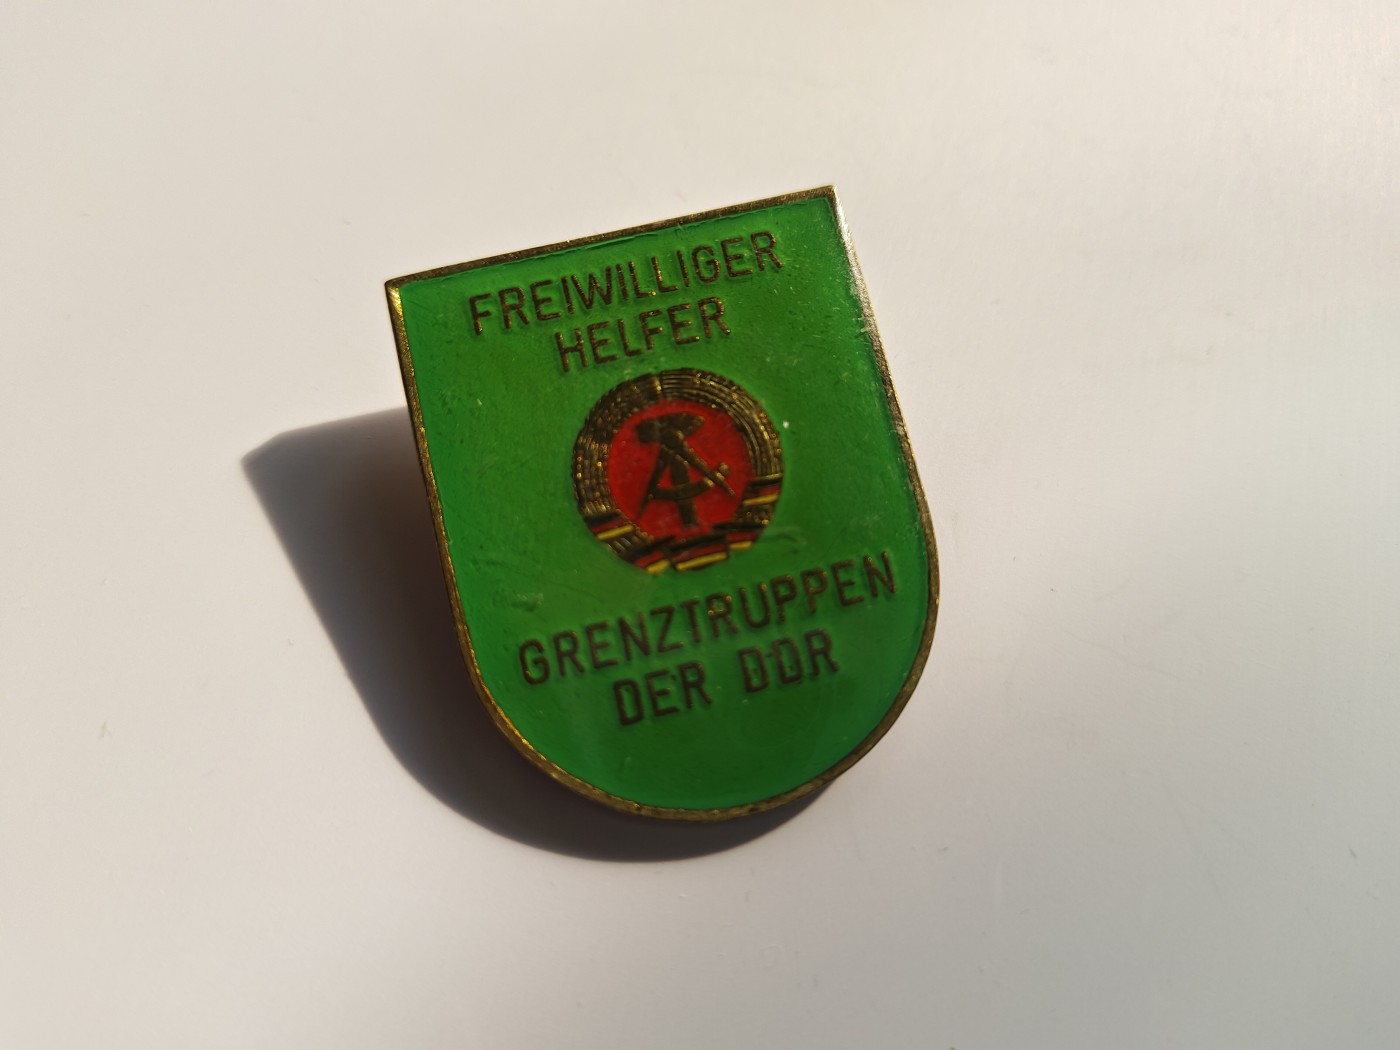 FREIWILLIGER
HELFER
GRENZTRUPPEN
DER DDR